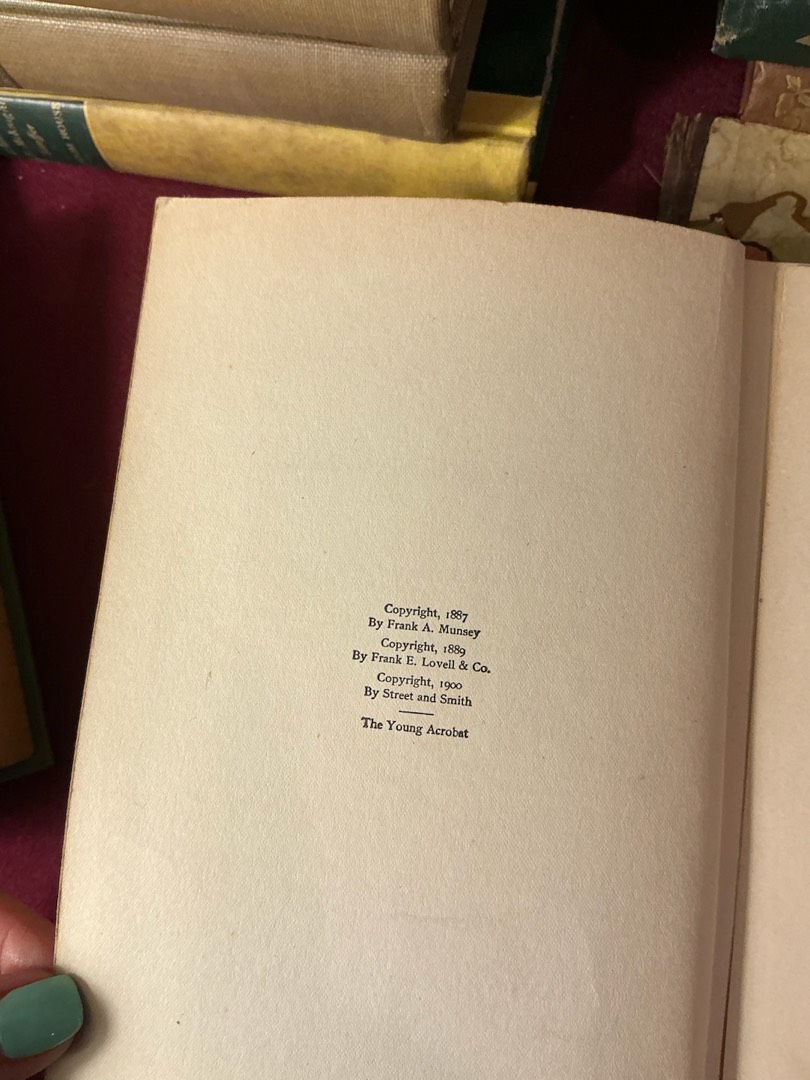 HOUSE
Copyright, 1887
By Frank A. Munsey
Copyright, 1889
By Frank E. Lovell & Co.
Copyright, 1900
By Street and Smith
The Young Acrobat